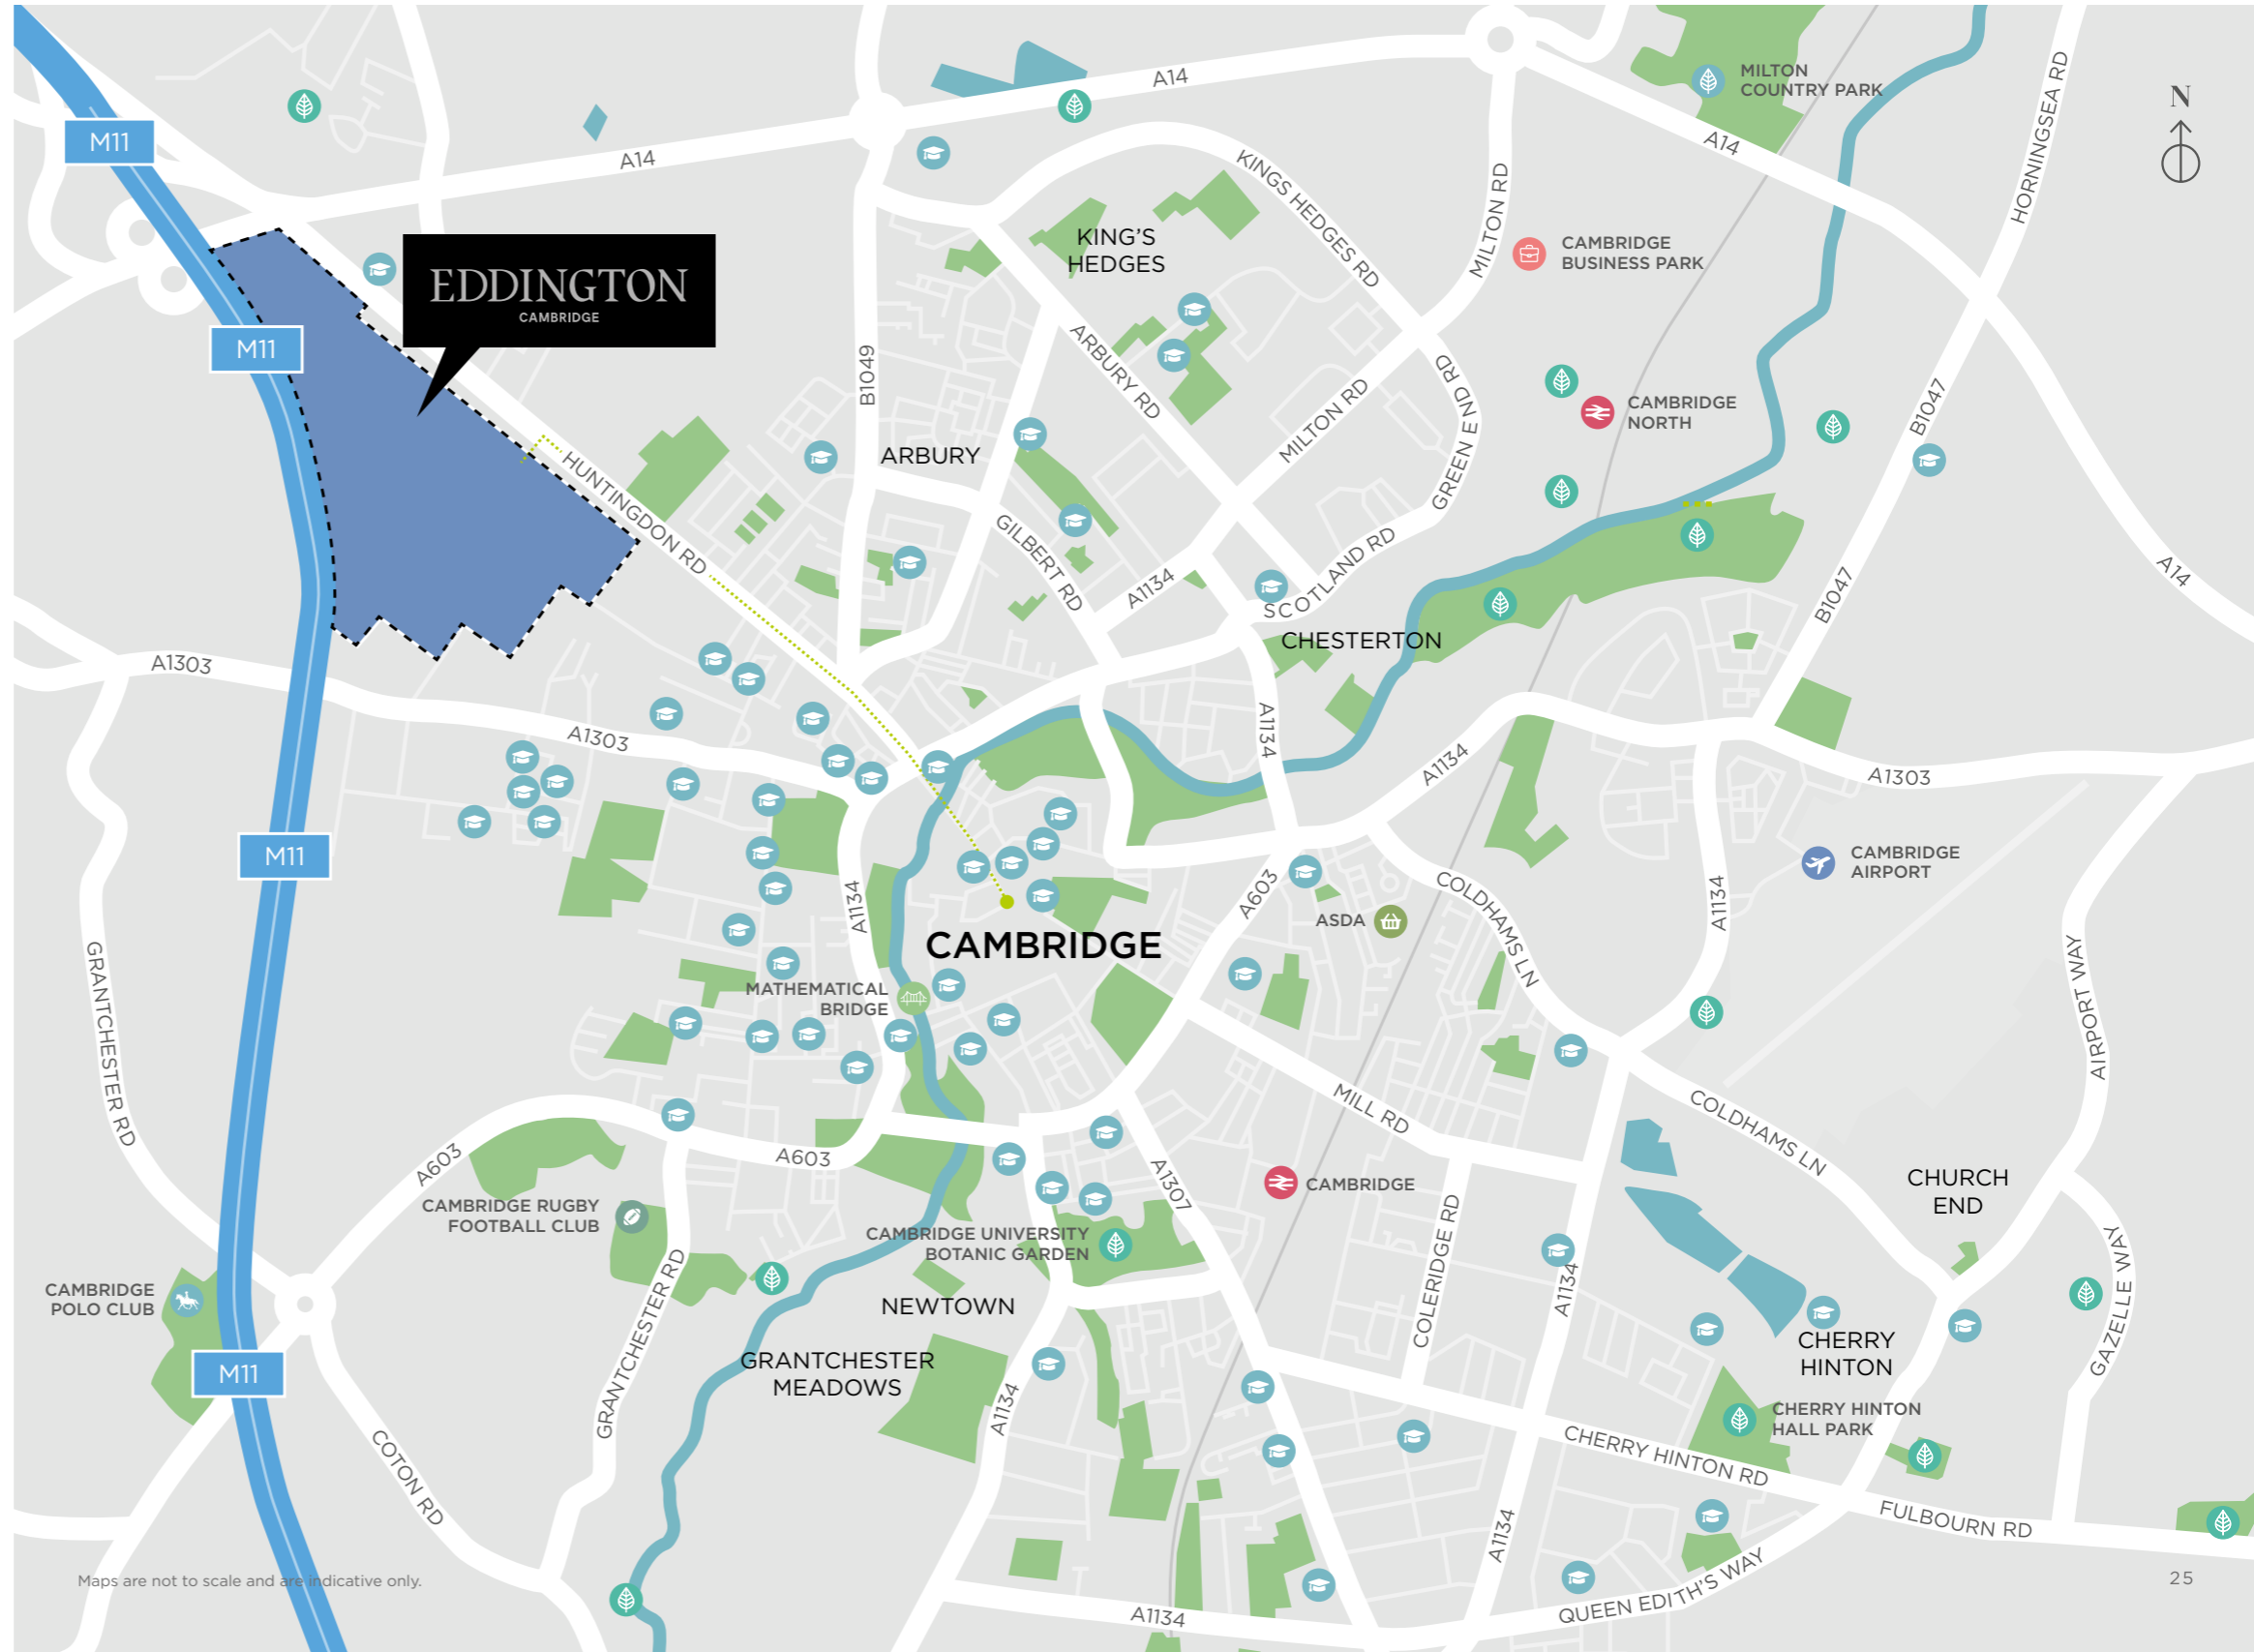 MILTON
COUNTRY PARK
N
A14
A14
A14
HORNINGSEA RD
M11
KINGS HEDGES RD
MILTON RD
KING'S
HEDGES
CAMBRIDGE
BUSINESS PARK
EDDINGTON
CAMBRIDGE
M11
B1049
ARBURY RD
GREEN END RD
MILTON RD
CAMBRIDGE
NORTH
B1047
ARBURY
HUNTINGDON RD
GILBERT RD
A1134
SCOTLAND RD
B1047
A14
CHESTERTON
A1303
A1303
A1134
A1134
A1303
M11
CAMBRIDGE
AIRPORT
A1134
A603
COLDHAMS LN
A1134
ASDA
CAMBRIDGE
GRANTCHESTER RD
AIRPORT WAY
MATHEMATICAL
BRIDGE
MILL RD
COLDHAMS LN
A603
A603
A1307
CAMBRIDGE
CHURCH
END
CAMBRIDGE RUGBY
FOOTBALL CLUB
CAMBRIDGE UNIVERSITY
BOTANIC GARDEN
COLERIDGE RD
A1134
GAZELLE WAY
CAMBRIDGE
POLO CLUB
NEWTOWN
GRANTCHESTER RD
GRANTCHESTER
MEADOWS
CHERRY
HINTON
M11
A1134
CHERRY HINTON
HALL PARK
COTON RD
CHERRY HINTON RD
FULBOURN RD
A1134
QUEEN EDITH'S WAY
A1134
Maps are not to scale and are indicative only.
25